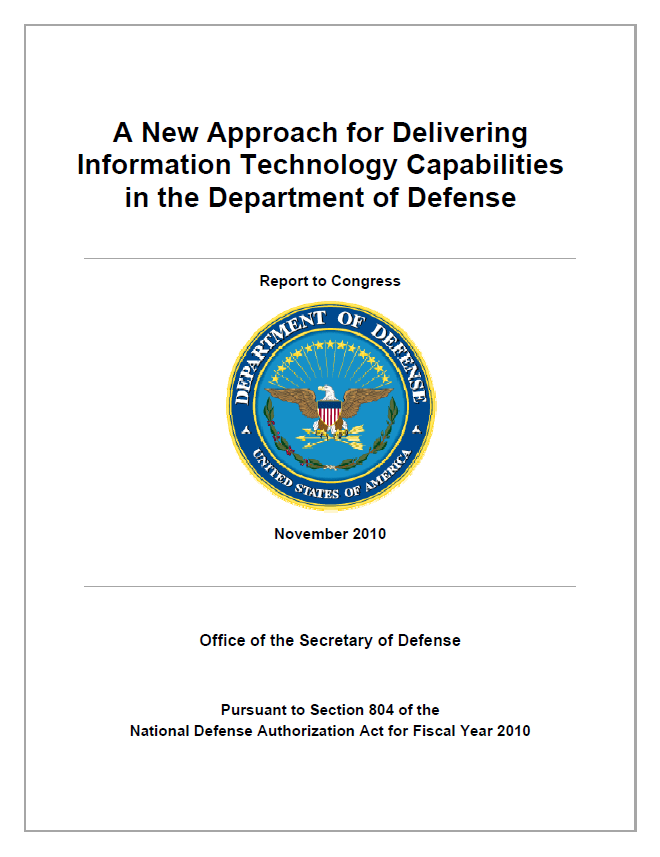 A New Approach for Delivering
Information Technology Capabilities
in the Department of Defense
Report to Congress
DEPARTMENT OF DEFENSE
UNITED STATES OF AMERICA
November 2010
Office of the Secretary of Defense
Pursuant to Section 804 of the
National Defense Authorization Act for Fiscal Year 2010